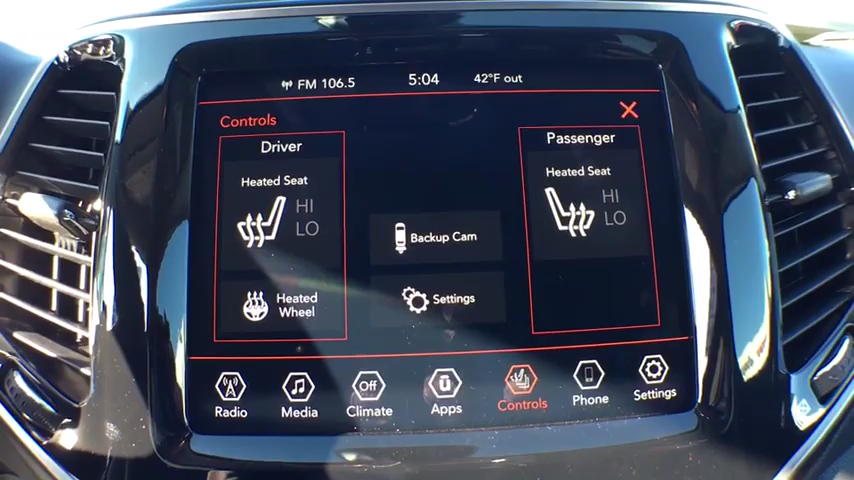 FM 106.5
5:04
42°F out
Controls
Driver
Passenger
Heated Seat
HI
LO
Heated Seat
HI
LO
Backup Cam
Heated
Wheel
Settings
Off
Radio
Media
Climate
Apps
Controls
Phone
Settings